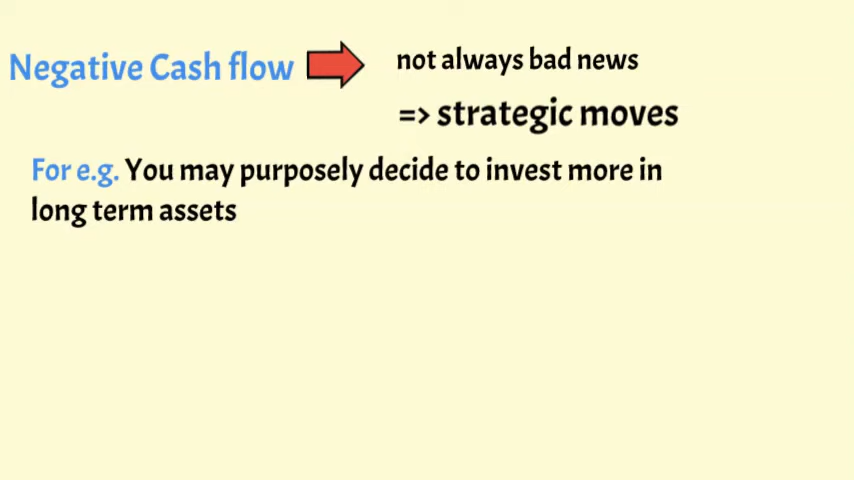 Negative Cash flow
not always bad news
=> strategic moves
For e.g. You may purposely decide to invest more in
long term assets